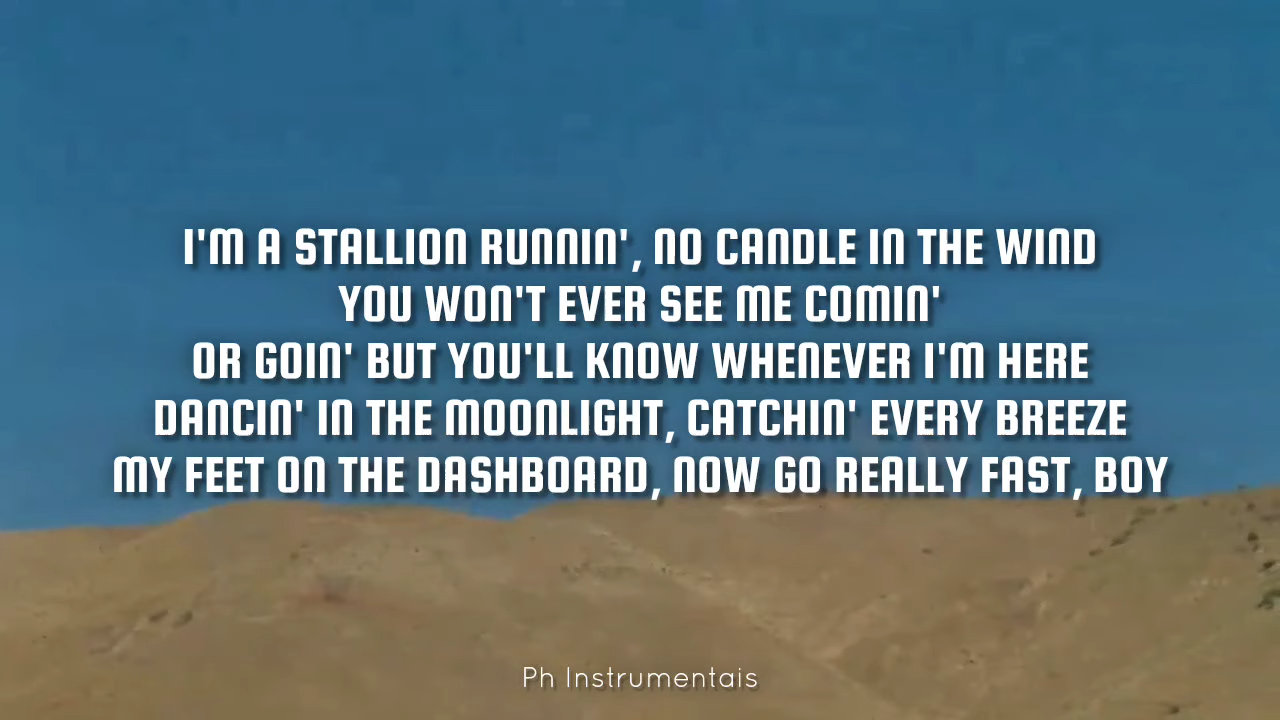 I'M A STALLION RUNNIN', NO CANDLE IN THE WIND
YOU WON'T EVER SEE ME COMIN'
OR GOIN' BUT YOU'LL KNOW WHENEVER I'M HERE
DANCIN' IN THE MOONLIGHT, CATCHIN' EVERY BREEZE
MY FEET ON THE DASHBOARD, NOW GO REALLY FAST, BOY
Ph Instrumentais